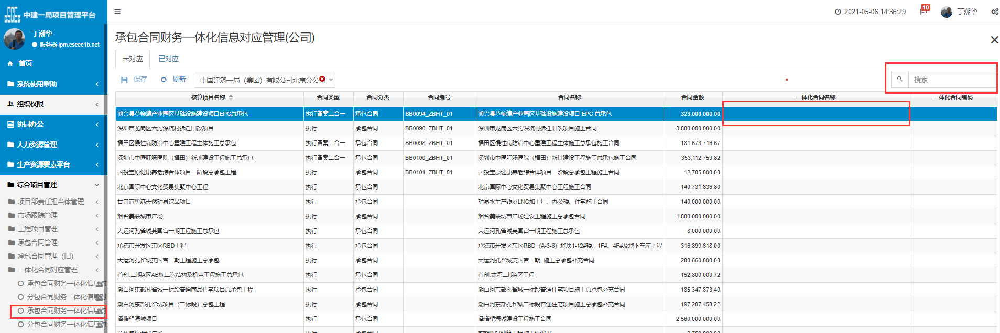 中建一局项目管理平台
2021-05-06 14:36:29
10
丁潮华
丁潮华
服务器 ipm.cscec1b.net
首页
系统使用帮助
组织权限
协同办公
人力资源管理
生产资源要素平台
综合项目管理
项目部责任担当体管理
市场跟踪管理
工程项目管理
承包合同管理
承包合同管理（旧）
一体化合同对应管理
承包合同财务一体化信息对
分包合同财务一体化信息对
承包合同财务一体化信息对
分包合同财务一体化信息对
承包合同财务一体化信息对应管理(公司)
未对应 已对应
保存 刷新 中国建筑一局（集团）有限公司北京分公司 搜索
核算项目名称 合同类型 合同分类 合同编号 合同名称 合同金额 一体化合同名称 一体化合同编码
博兴县草柳编产业园区基础设施建设项目EPC总承包 执行备案二合一 承包合同 BB0094_ZBHT_01 博兴县草柳编产业园区基础设施建设项目 EPC 总承包 323,000,000.00
深圳市龙岗区六约深坑村拆迁旧改项目 执行 承包合同 BB0090_ZBHT_01 深圳市龙岗区六约深坑村拆迁旧改项目施工合同 3,800,000,000.00
福田区慢性病防治中心重建工程主体施工总承包 执行备案二合一 承包合同 BB0098_ZBHT_01 福田区慢性病防治中心重建工程主体施工总承包施工合同 181,673,716.67
深圳市中医肛肠医院（福田）新址建设工程施工总承包 执行备案二合一 承包合同 BB0100_ZBHT_01 深圳市中医肛肠医院（福田）新址建设工程施工总承包施工合同 353,112,759.82
国投宝原健康养老综合体项目一阶段总承包工程 执行 承包合同 BB0101_ZBHT_01 国投宝原健康养老综合体项目一阶段总承包工程施工合同 12,705,000.00
北京国际中心文化贸易集聚中心工程 执行 承包合同 北京国际中心文化贸易集聚中心工程施工合同 140,731,836.80
甘肃京奥港天然矿泉饮品项目 执行 承包合同 矿泉水生产线及LNG加工厂、办公楼、住宅施工合同 140,000,000.00
烟台美联城市广场 执行 承包合同 烟台美联城市广场建设工程施工总承包合同 1,800,000,000.00
大运河孔雀城英国宫一期工程施工总承包 执行 承包合同 大运河孔雀城英国宫一期工程施工总承包 8,000,000.00
承德市开发区东区RBD工程 执行 承包合同 承德市开发区东区RBD（A-3-6）地块1-12#楼、1F#、4F#及地下车库工程 316,899,818.00
大运河孔雀城英国宫一期工程施工总承包 执行 承包合同 大运河孔雀城英国宫一期 施工总承包补充合同 200,660,000.00
首创.二期A区AB栋二次结构及机电工程施工总承包 执行 承包合同 首创.龙湾二期A区工程 152,800,000.72
潮白河东部孔雀城一标段普通商品住宅项目总承包工程 执行 承包合同 潮白河东部孔雀城一标段普通住宅项目施工总承包补充合同 185,347,873.40
潮白河东部孔雀城项目（二标段）总包工程 执行 承包合同 潮白河东部孔雀城二标段普通住宅项目施工总承包补充合同 197,207,458.22
泽楷望海城项目 执行 承包合同 泽楷望海城建设工程施工合同 2,560,000,000.00